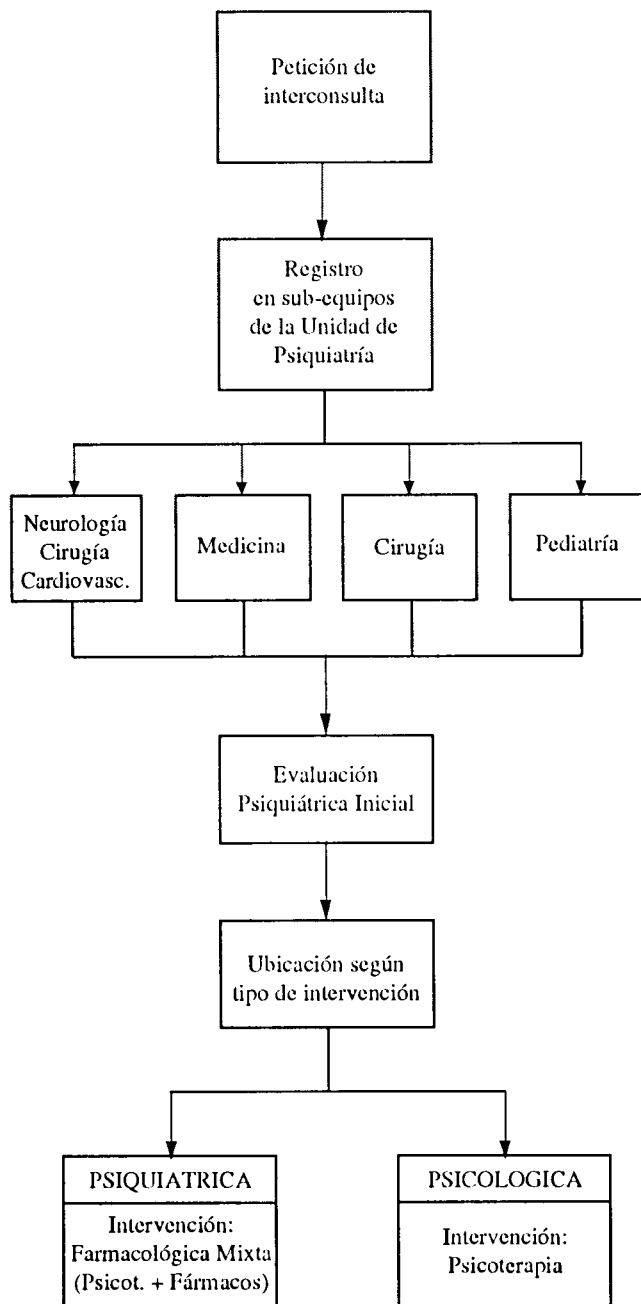 Petición de
interconsulta
Registro
en sub-equipos
de la Unidad de
Psiquiatría
Neurología
Cirugía
Cardiovasc.
Medicina
Cirugía
Pediatría
Evaluación
Psiquiátrica Inicial
Ubicación según
tipo de intervención
PSIQUIATRICA
Intervención:
Farmacológica Mixta
(Psicot. + Fármacos)
PSICOLOGICA
Intervención:
Psicoterapia